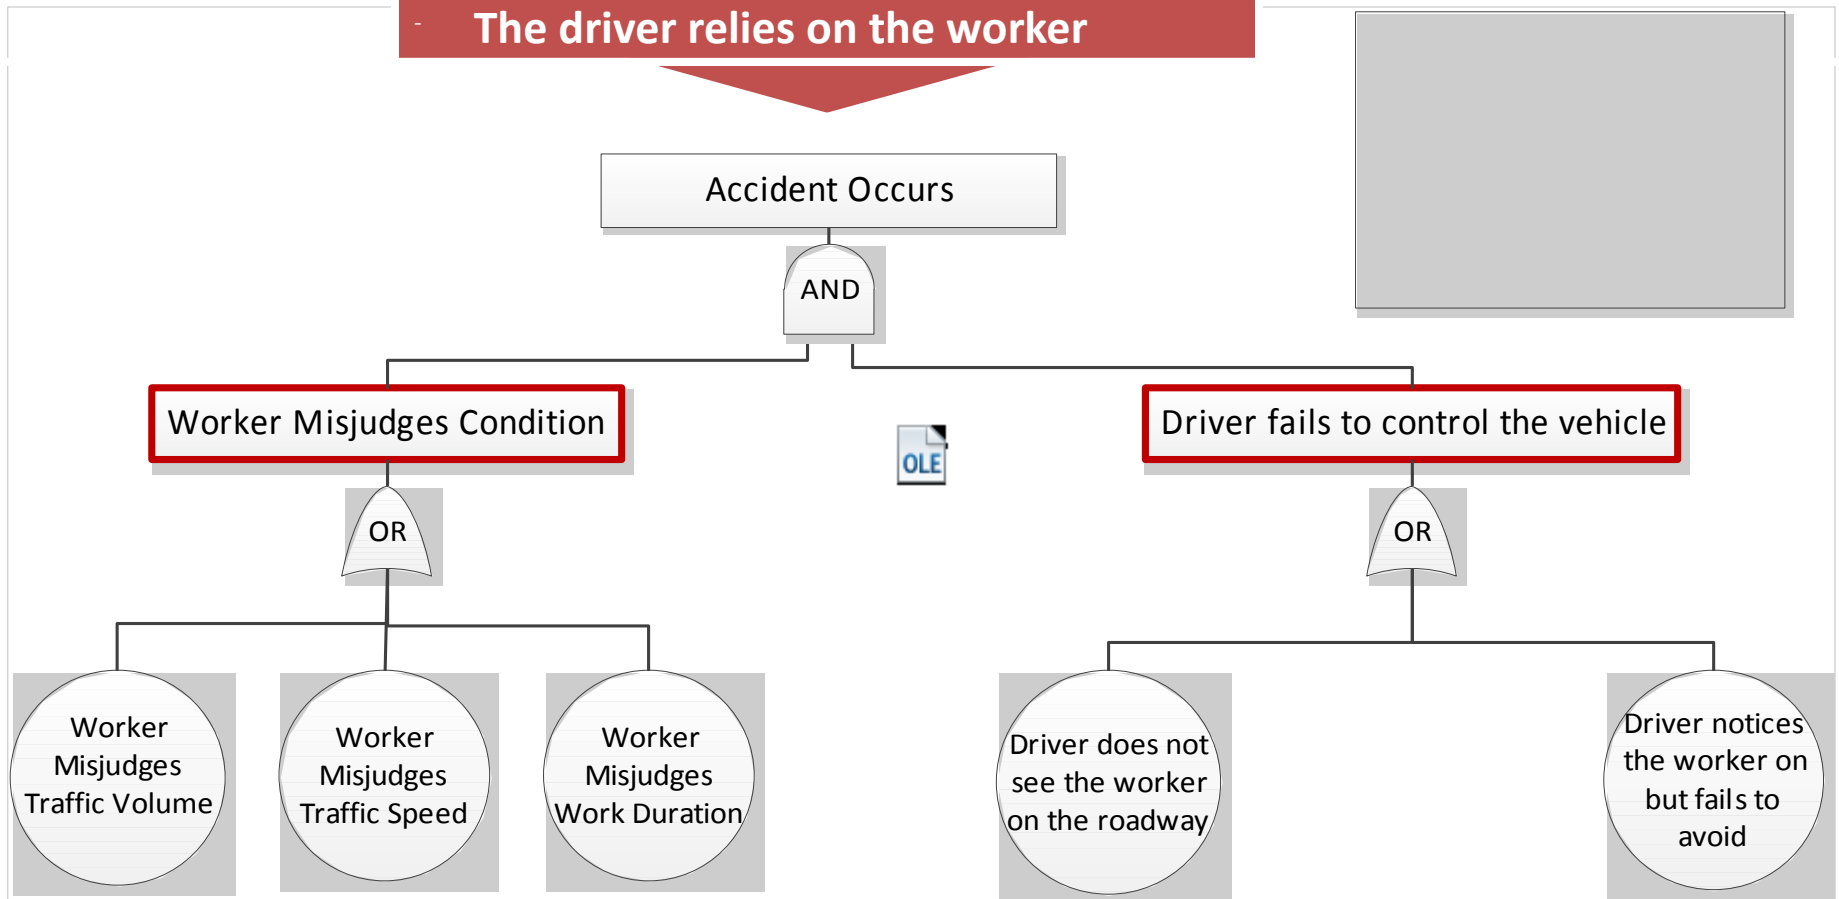 - The driver relies on the worker
Accident Occurs
AND
Worker Misjudges Condition
Driver fails to control the vehicle
OLE
OR
OR
Worker
Misjudges
Traffic Volume
Worker
Misjudges
Traffic Speed
Worker
Misjudges
Work Duration
Driver does not
see the worker
on the roadway
Driver notices
the worker on
but fails to
avoid